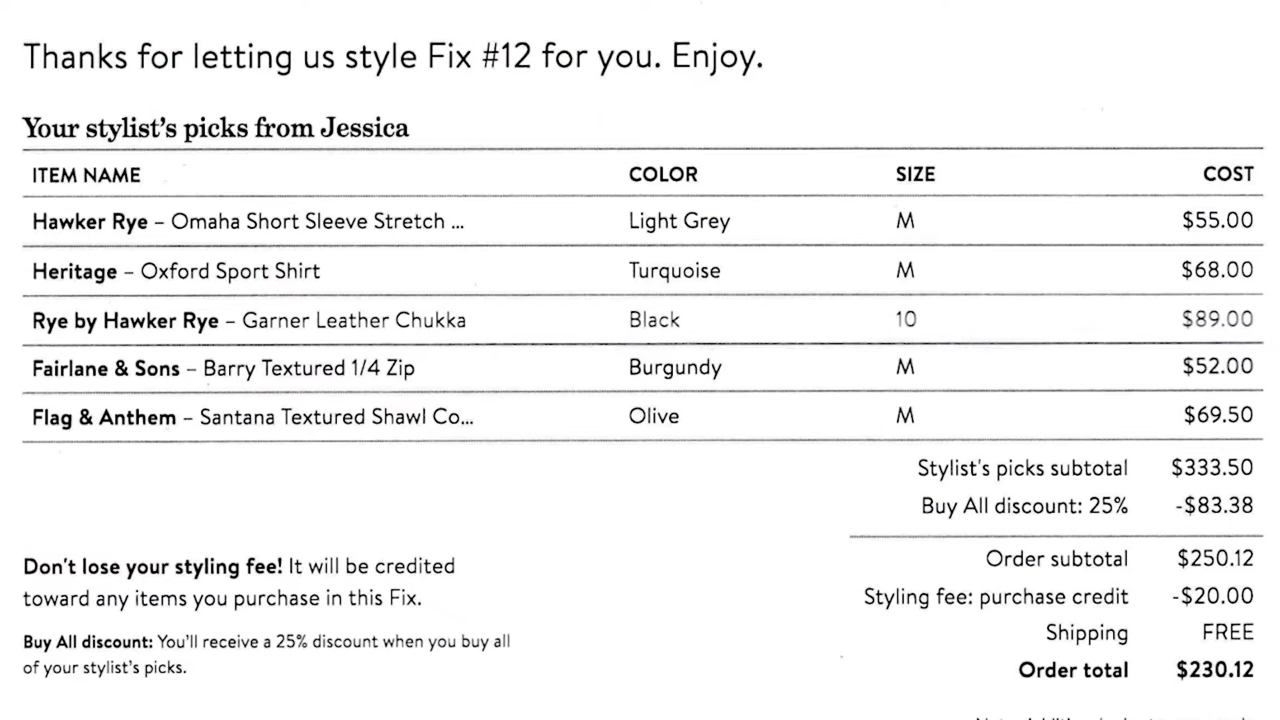 Thanks for letting us style Fix #12 for you. Enjoy.
Your stylist's picks from Jessica
ITEM NAME COLOR SIZE COST
Hawker Rye – Omaha Short Sleeve Stretch ... Light Grey M $55.00
Heritage – Oxford Sport Shirt Turquoise M $68.00
Rye by Hawker Rye – Garner Leather Chukka Black 10 $89.00
Fairlane & Sons – Barry Textured 1/4 Zip Burgundy M $52.00
Flag & Anthem – Santana Textured Shawl Co... Olive M $69.50
Stylist's picks subtotal $333.50
Buy All discount: 25% -$83.38
Order subtotal $250.12
Styling fee: purchase credit -$20.00
Shipping FREE
Order total $230.12
Don't lose your styling fee! It will be credited
toward any items you purchase in this Fix.
Buy All discount: You'll receive a 25% discount when you buy all
of your stylist's picks.